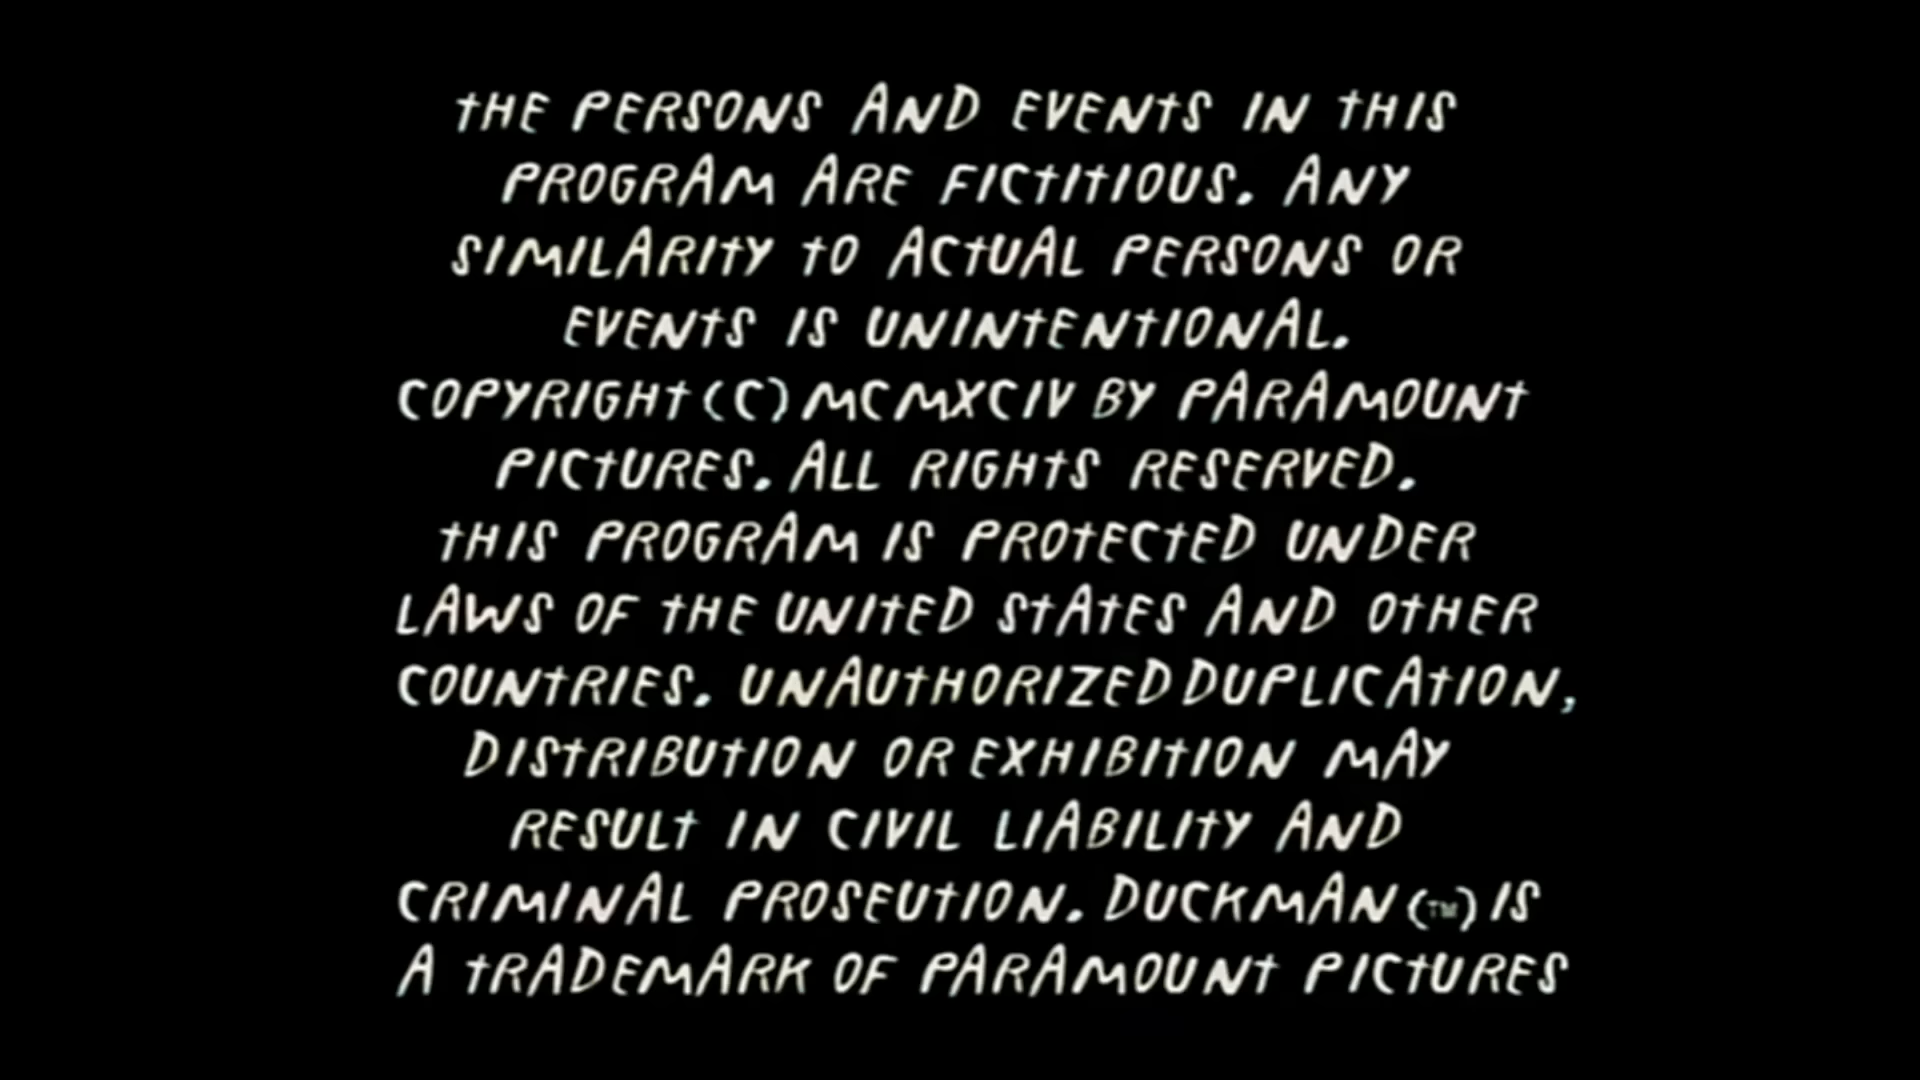 THE PERSONS AND EVENTS IN THIS
PROGRAM ARE FICTITIOUS. ANY
SIMILARITY TO ACTUAL PERSONS OR
EVENTS IS UNINTENTIONAL.
COPYRIGHT (C) MCMXCIV BY PARAMOUNT
PICTURES. ALL RIGHTS RESERVED.
THIS PROGRAM IS PROTECTED UNDER
LAWS OF THE UNITED STATES AND OTHER
COUNTRIES. UNAUTHORIZED DUPLICATION,
DISTRIBUTION OR EXHIBITION MAY
RESULT IN CIVIL LIABILITY AND
CRIMINAL PROSEUTION. DUCKMAN (TM) IS
A TRADEMARK OF PARAMOUNT PICTURES